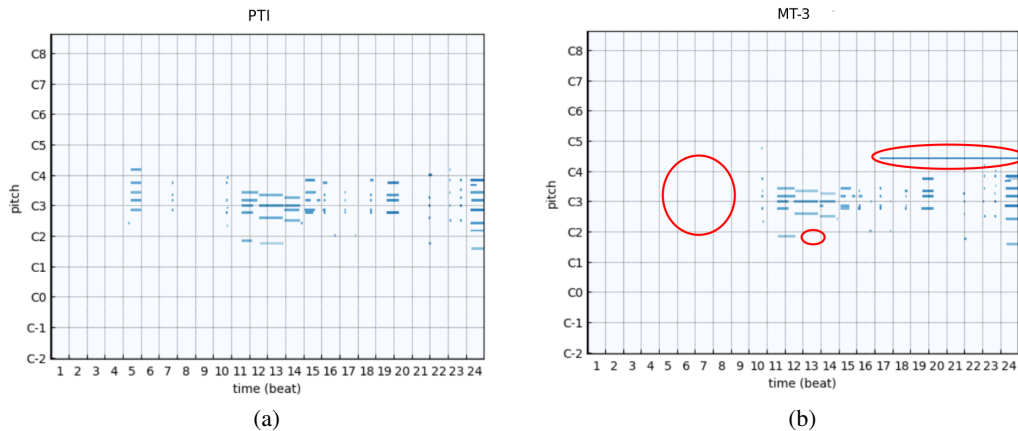 PTI
C8
C7
C6
C5
C4
C3
C2
C1
C0
C-1
C-2
pitch
1 2 3 4 5 6 7 8 9 10 11 12 13 14 15 16 17 18 19 20 21 22 23 24
time (beat)
(a)
MT-3
C8
C7
C6
C5
C4
C3
C2
C1
C0
C-1
C-2
pitch
1 2 3 4 5 6 7 8 9 10 11 12 13 14 15 16 17 18 19 20 21 22 23 24
time (beat)
(b)